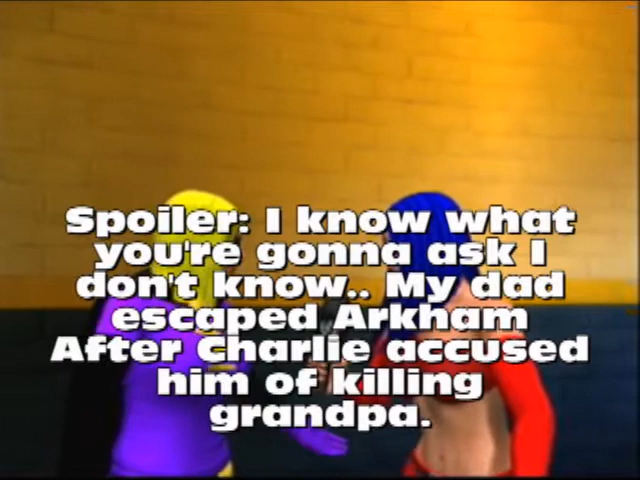 Spoiler: I know what
you're gonna ask I
don't know.. My dad
escaped Arkham
After Charlie accused
him of killing
grandpa.